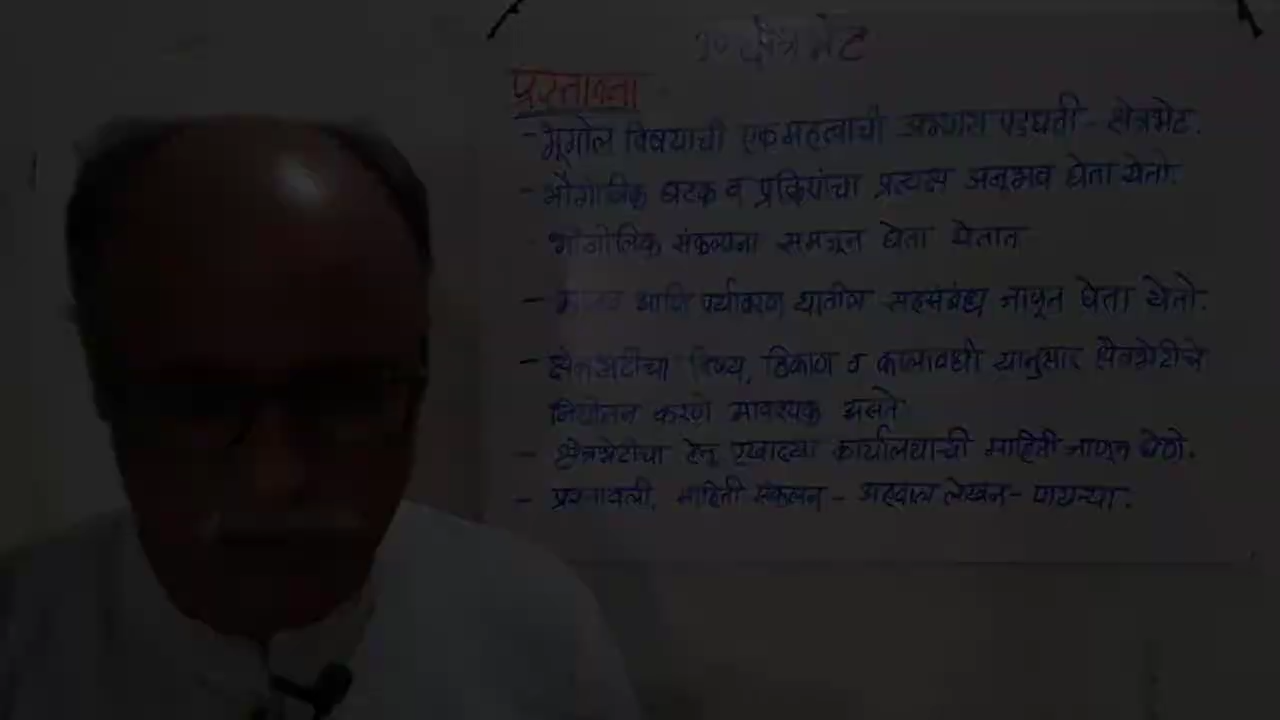 १० क्षेत्र भेट
प्रस्तावना
- भूगोल विषयाची एक महत्वाची अभ्यास पद्धती - क्षेत्रभेट.
- भौगोलिक घटक व प्रक्रियांचा प्रत्यक्ष अनुभव घेता येतो.
- भौगोलिक संकल्पना समजून घेता येतात
- मानव आणि पर्यावरण यातील सहसंबंध जाणून घेता येतो.
- क्षेत्रभेटीचा विषय, ठिकाण व कालावधी यानुसार क्षेत्रभेटीचे
नियोजन करणे आवश्यक असते
- क्षेत्रभेटीचा हेतू एखाद्या कार्यालयाची माहिती जाणून घेणे.
- प्रश्नावली, माहिती संकलन - अहवाल लेखन - पायऱ्या.